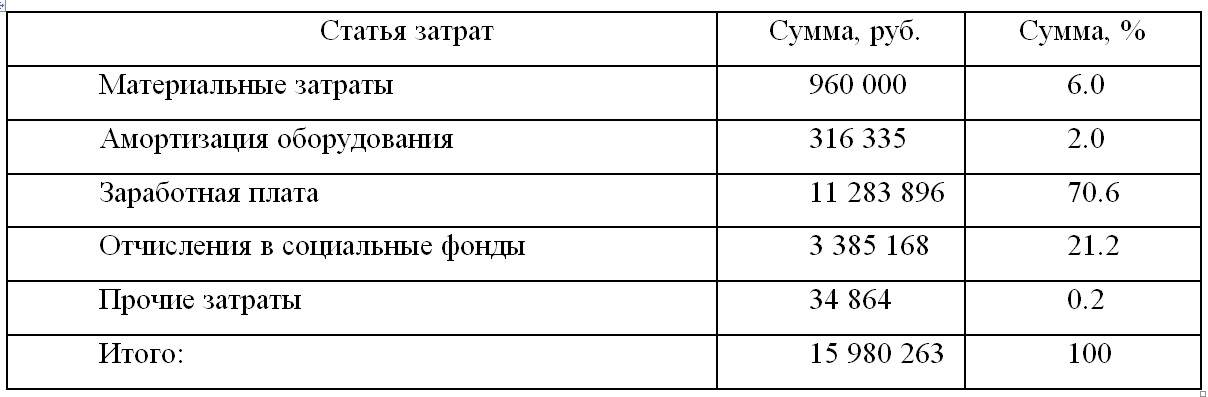 Статья затрат Сумма, руб. Сумма, %
Материальные затраты 960 000 6.0
Амортизация оборудования 316 335 2.0
Заработная плата 11 283 896 70.6
Отчисления в социальные фонды 3 385 168 21.2
Прочие затраты 34 864 0.2
Итого: 15 980 263 100